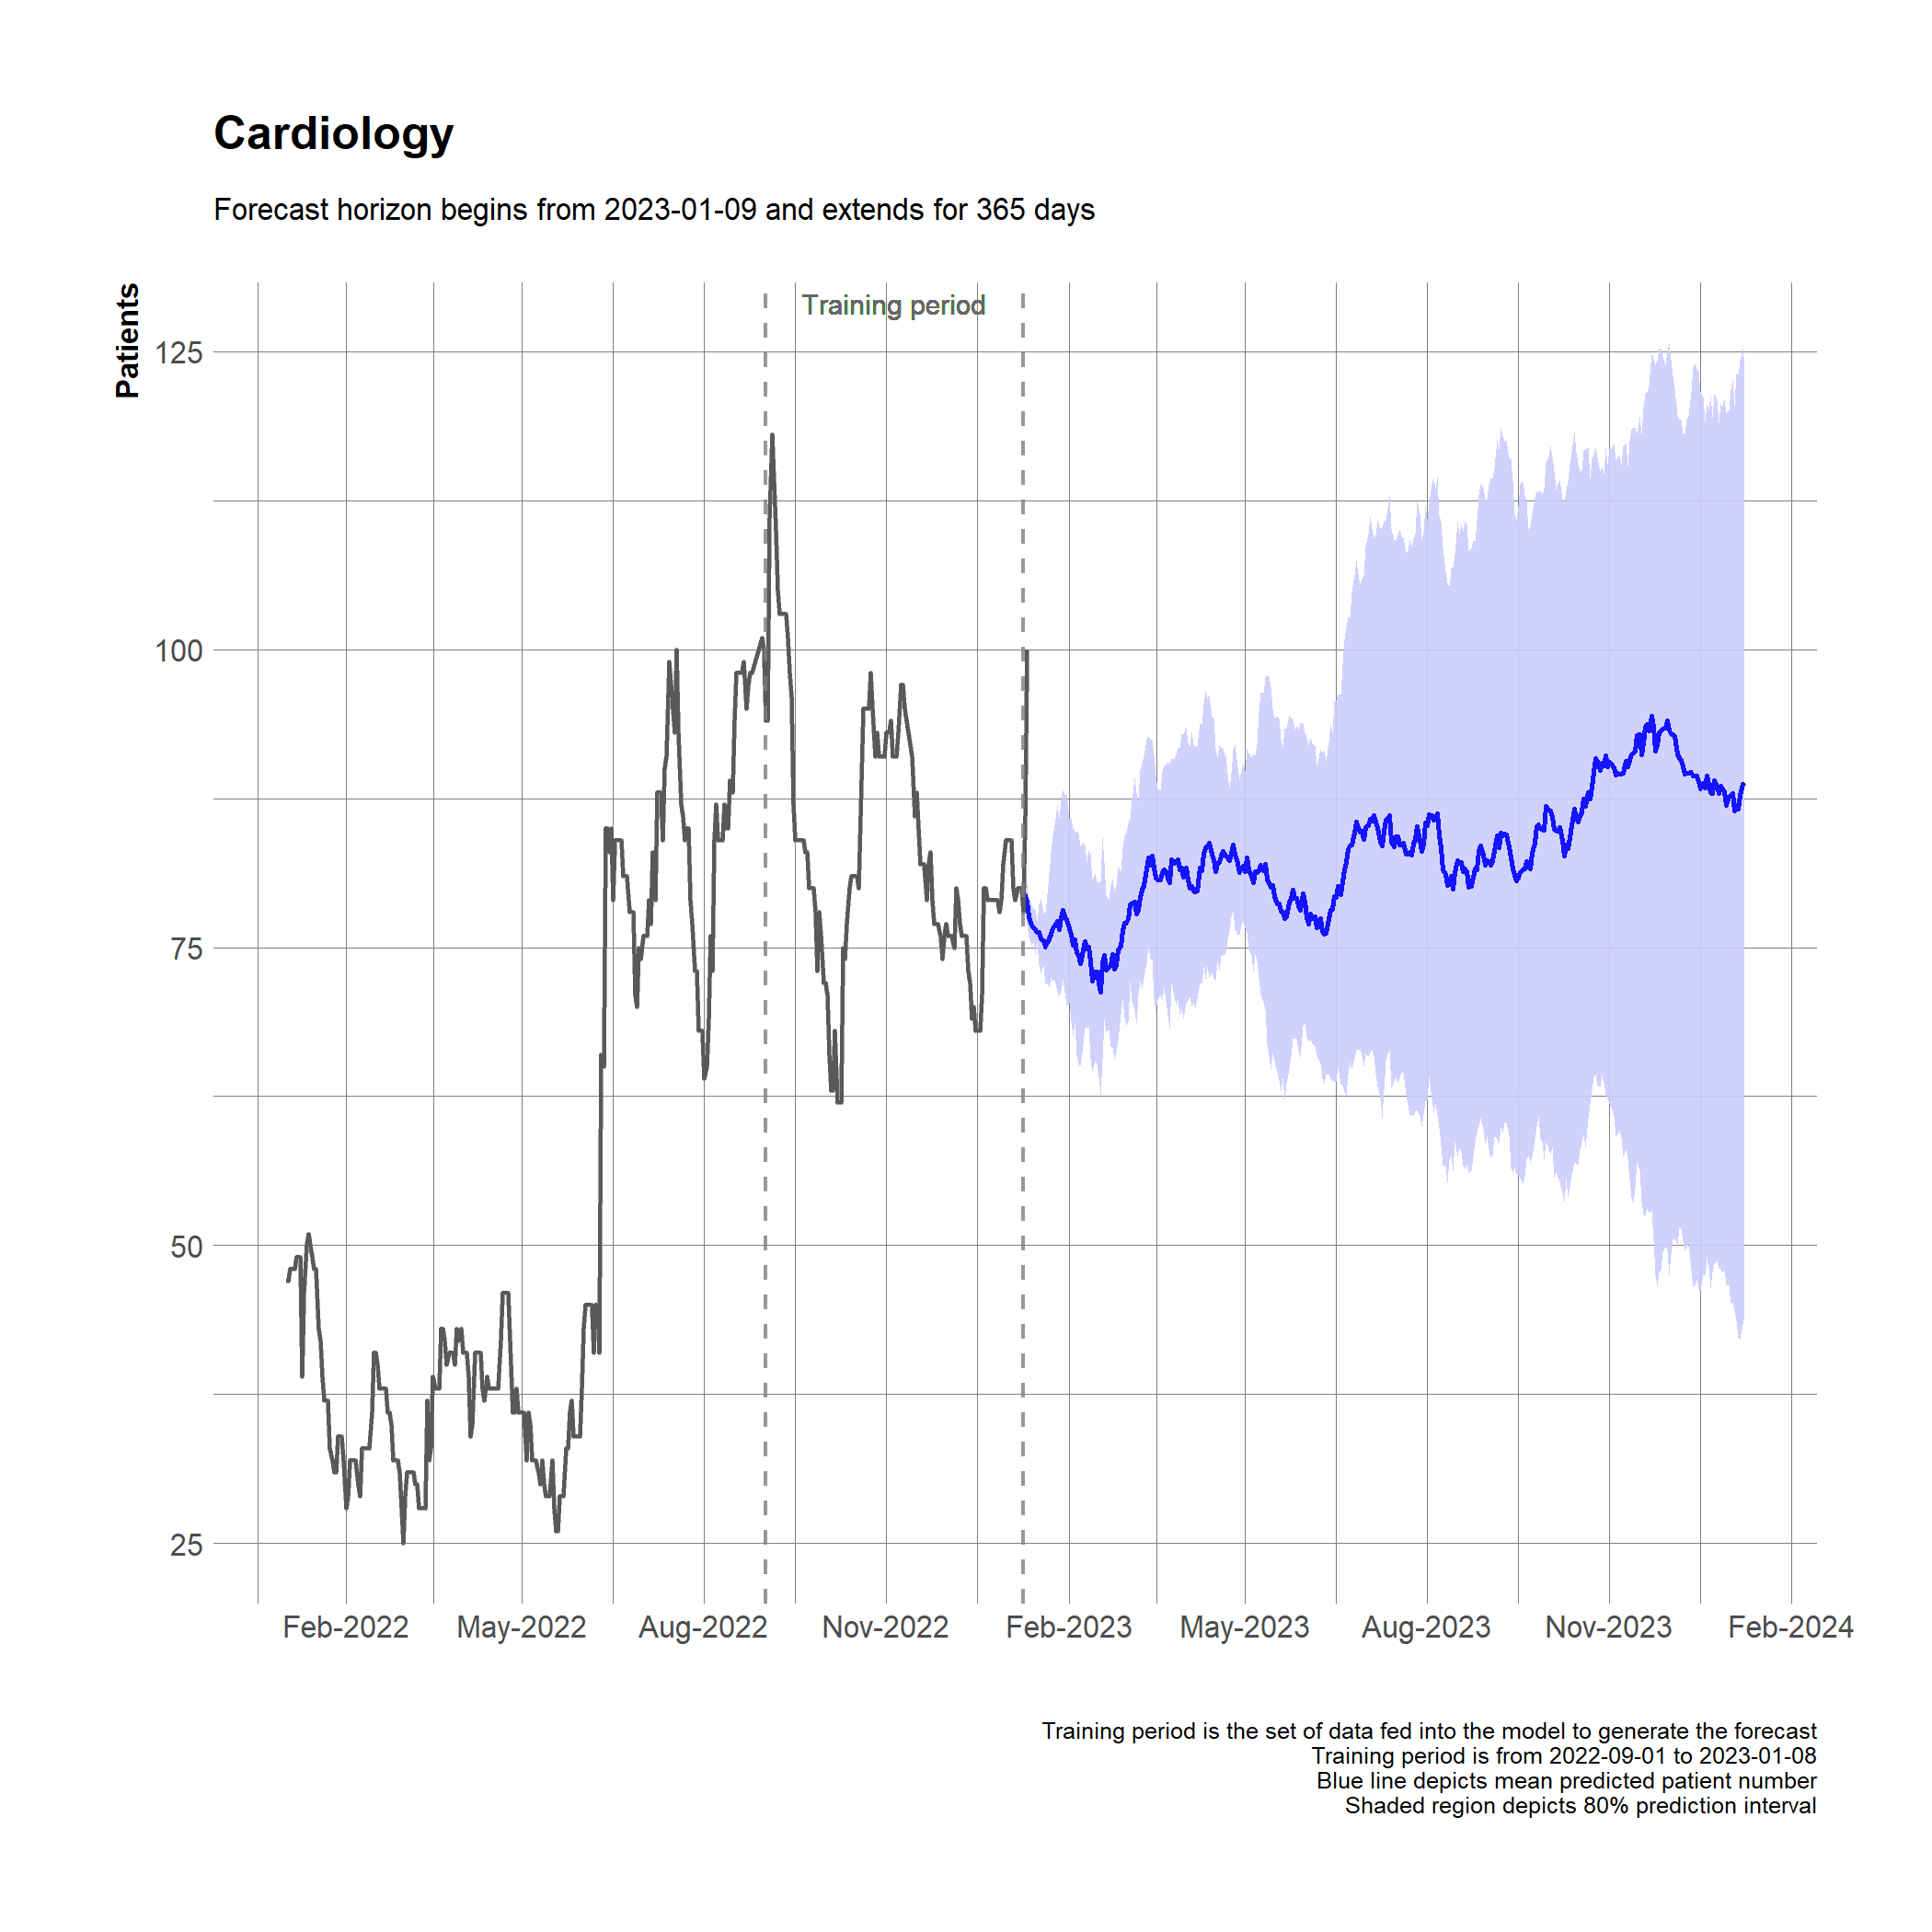 Cardiology
Forecast horizon begins from 2023-01-09 and extends for 365 days
Patients
Training period
125
100
75
50
25
Feb-2022
May-2022
Aug-2022
Nov-2022
Feb-2023
May-2023
Aug-2023
Nov-2023
Feb-2024
Training period is the set of data fed into the model to generate the forecast
Training period is from 2022-09-01 to 2023-01-08
Blue line depicts mean predicted patient number
Shaded region depicts 80% prediction interval